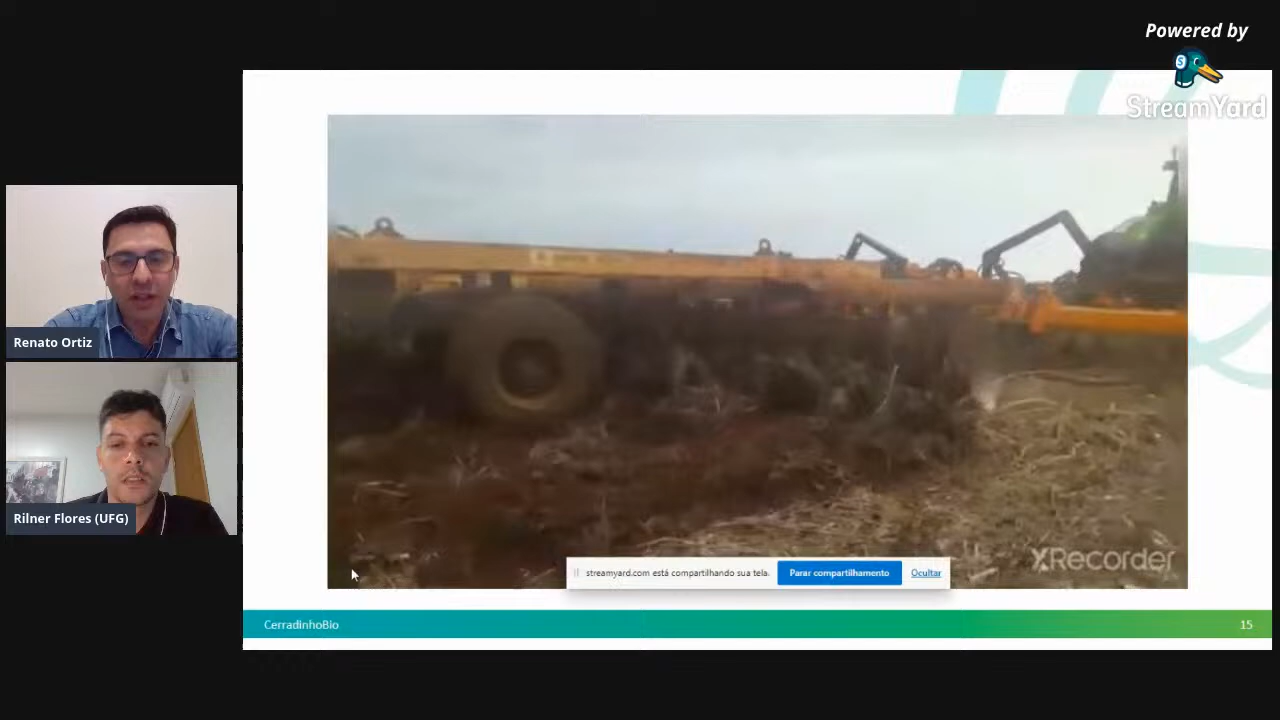 Powered by
StreamYard
Renato Ortiz
Rilner Flores (UFG)
XRecorder
streamyard.com está compartilhando sua tela.
Parar compartilhamento
Ocultar
CerradinhoBio
15